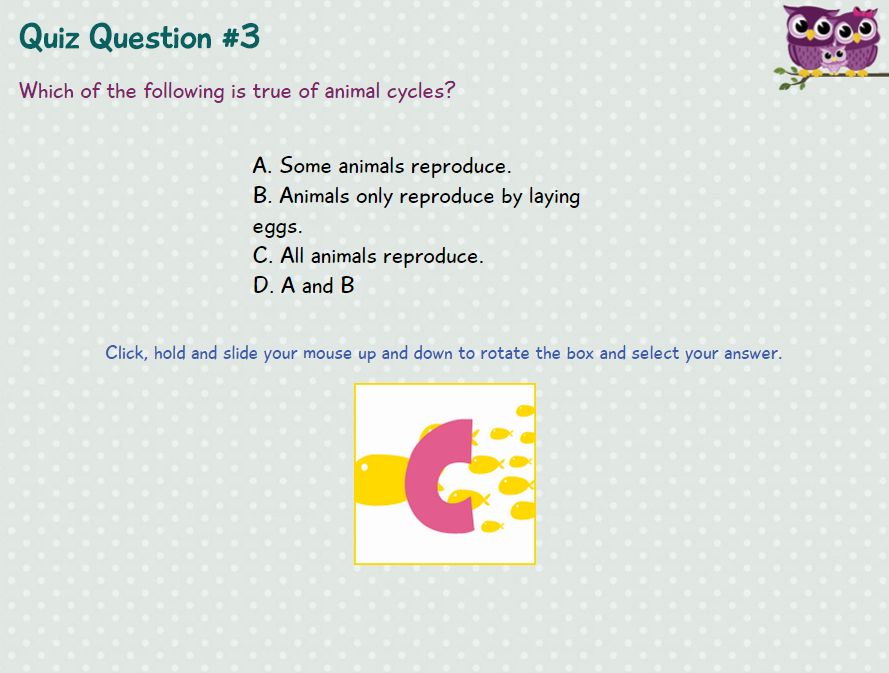 Quiz Question #3
Which of the following is true of animal cycles?
A. Some animals reproduce.
B. Animals only reproduce by laying
eggs.
C. All animals reproduce.
D. A and B
Click, hold and slide your mouse up and down to rotate the box and select your answer.
C